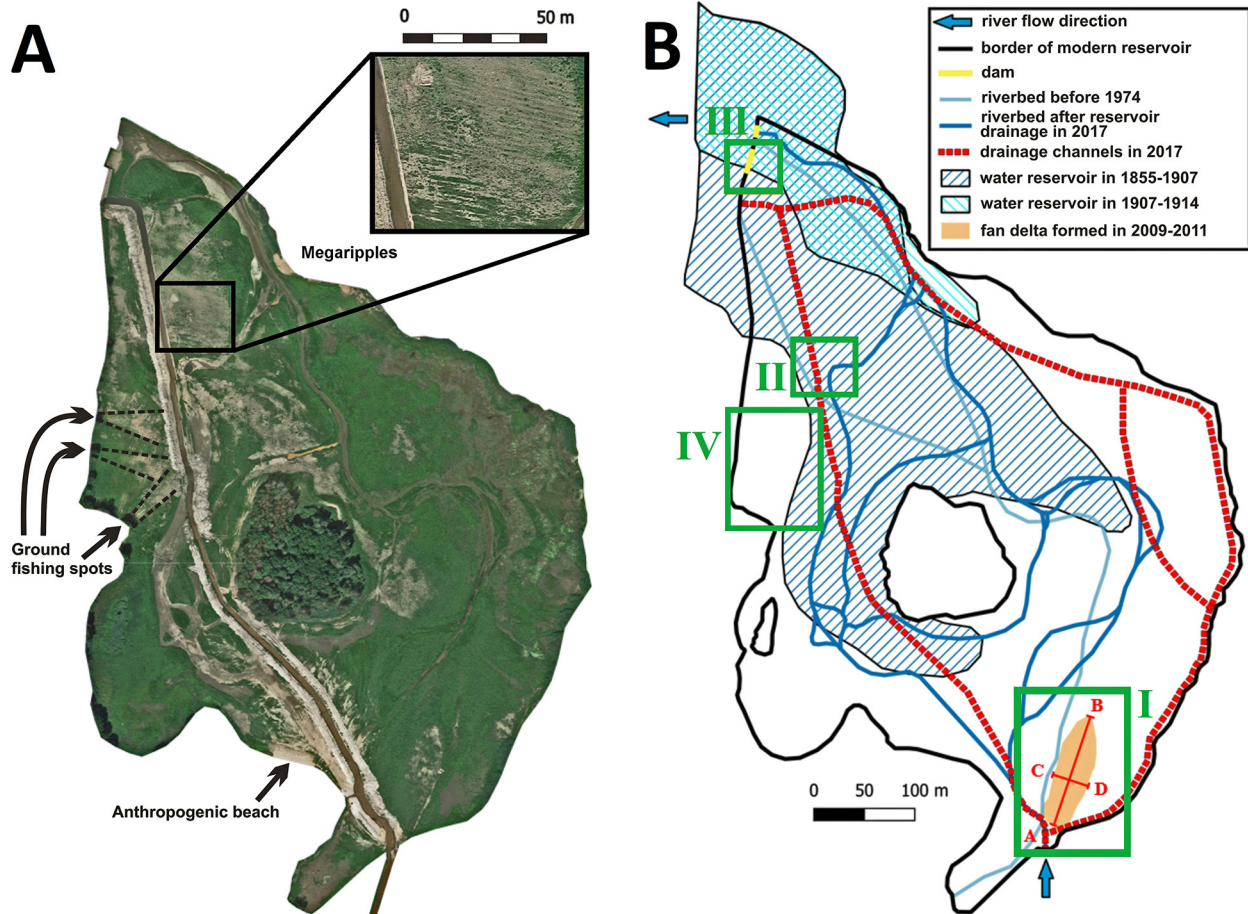 A
0
50 m
Megaripples
Ground
fishing spots
Anthropogenic beach
B
river flow direction
border of modern reservoir
dam
riverbed before 1974
riverbed after reservoir
drainage in 2017
drainage channels in 2017
water reservoir in 1855-1907
water reservoir in 1907-1914
fan delta formed in 2009-2011
III
II
IV
I
B
C
D
A
0
50
100 m